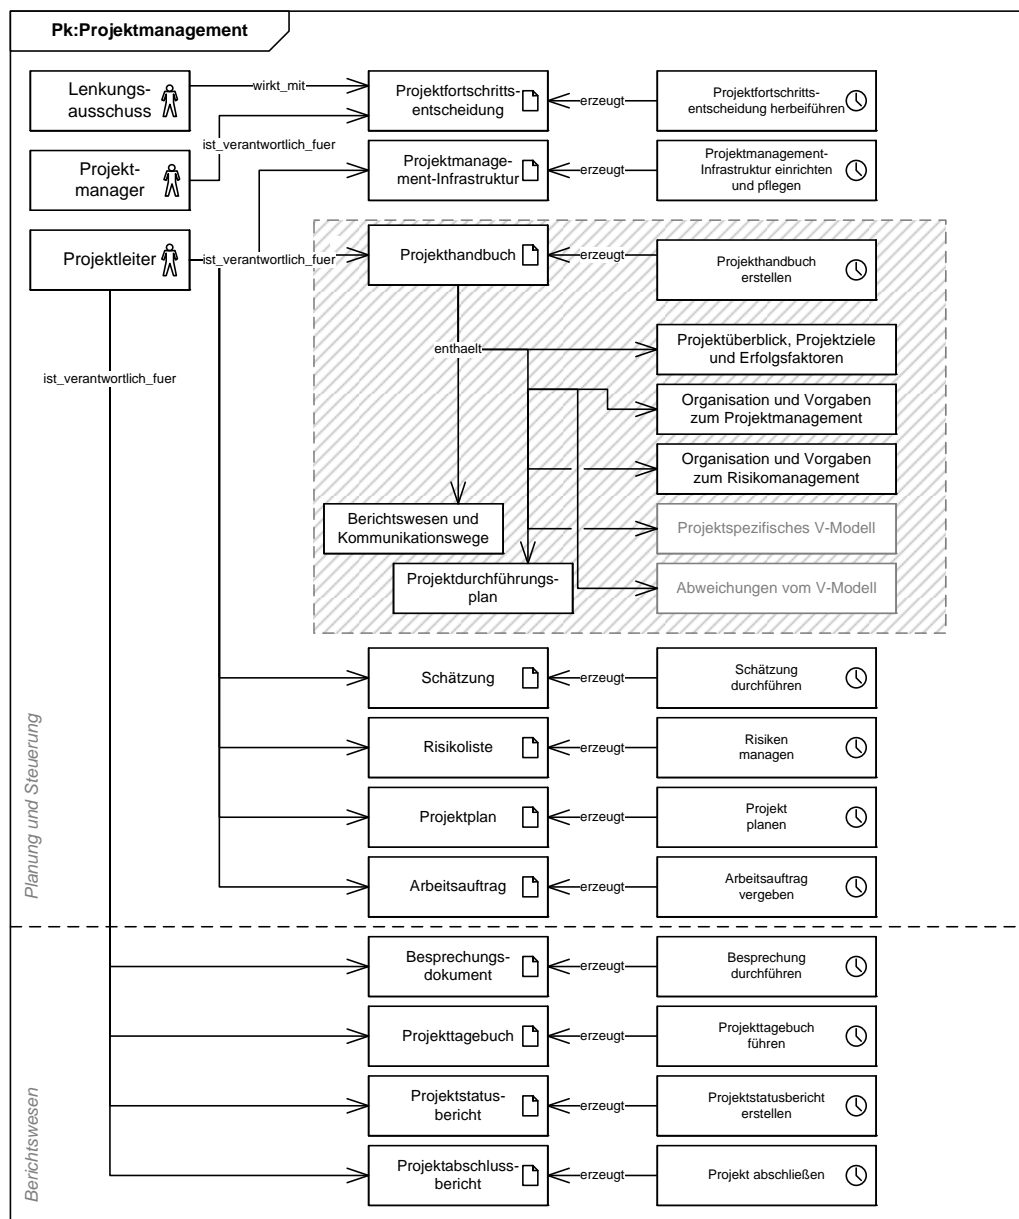 Pk:Projektmanagement
Lenkungs-
ausschuss
wirkt_mit
Projektfortschritts-
entscheidung
erzeugt
Projektfortschritts-
entscheidung herbeiführen
Projekt-
manager
ist_verantwortlich_fuer
Projektmanage-
ment-Infrastruktur
erzeugt
Projektmanagement-
Infrastruktur einrichten
und pflegen
Projektleiter
ist_verantwortlich_fuer
Projekthandbuch
erzeugt
Projekthandbuch
erstellen
enthaelt
Projektüberblick, Projektziele
und Erfolgsfaktoren
ist_verantwortlich_fuer
Organisation und Vorgaben
zum Projektmanagement
Organisation und Vorgaben
zum Risikomanagement
Berichtswesen und
Kommunikationswege
Projektspezifisches V-Modell
Projektdurchführungs-
plan
Abweichungen vom V-Modell
Planung und Steuerung
Schätzung
erzeugt
Schätzung
durchführen
Risikoliste
erzeugt
Risiken
managen
Projektplan
erzeugt
Projekt
planen
Arbeitsauftrag
erzeugt
Arbeitsauftrag
vergeben
Berichtswesen
Besprechungs-
dokument
erzeugt
Besprechung
durchführen
Projekttagebuch
erzeugt
Projekttagebuch
führen
Projektstatus-
bericht
erzeugt
Projektstatusbericht
erstellen
Projektabschluss-
bericht
erzeugt
Projekt abschließen